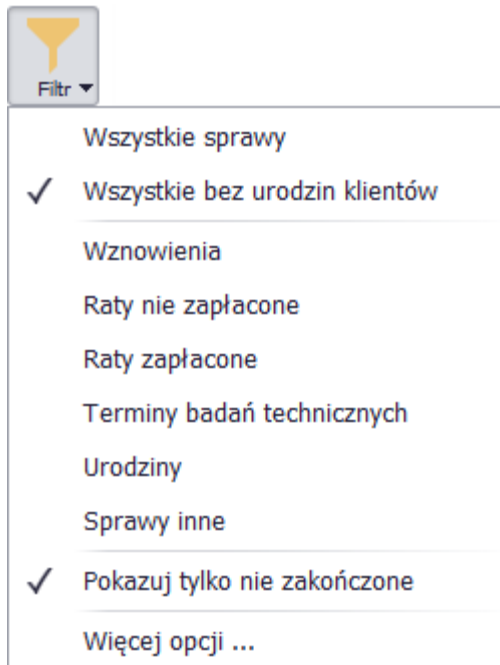 Filtr
Wszystkie sprawy
Wszystkie bez urodzin klientów
Wznowienia
Raty nie zapłacone
Raty zapłacone
Terminy badań technicznych
Urodziny
Sprawy inne
Pokazuj tylko nie zakończone
Więcej opcji ...